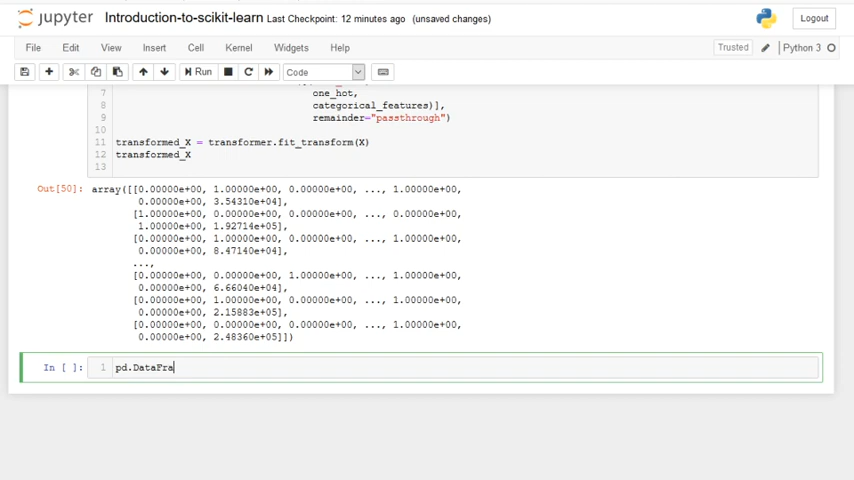 jupyter Introduction-to-scikit-learn Last Checkpoint: 12 minutes ago (unsaved changes) Logout
File Edit View Insert Cell Kernel Widgets Help Trusted Python 3
Run Code
7 one_hot,
8 categorical_features)],
9 remainder="passthrough")
10
11 transformed_X = transformer.fit_transform(X)
12 transformed_X
13
Out[50]: array([[0.00000e+00, 1.00000e+00, 0.00000e+00, ..., 1.00000e+00,
0.00000e+00, 3.54310e+04],
[1.00000e+00, 0.00000e+00, 0.00000e+00, ..., 0.00000e+00,
1.00000e+00, 1.92714e+05],
[0.00000e+00, 1.00000e+00, 0.00000e+00, ..., 1.00000e+00,
0.00000e+00, 8.47140e+04],
...,
[0.00000e+00, 0.00000e+00, 1.00000e+00, ..., 1.00000e+00,
0.00000e+00, 6.66040e+04],
[0.00000e+00, 1.00000e+00, 0.00000e+00, ..., 1.00000e+00,
0.00000e+00, 2.15883e+05],
[0.00000e+00, 0.00000e+00, 0.00000e+00, ..., 1.00000e+00,
0.00000e+00, 2.48360e+05]])
In [ ]: 1 pd.DataFra